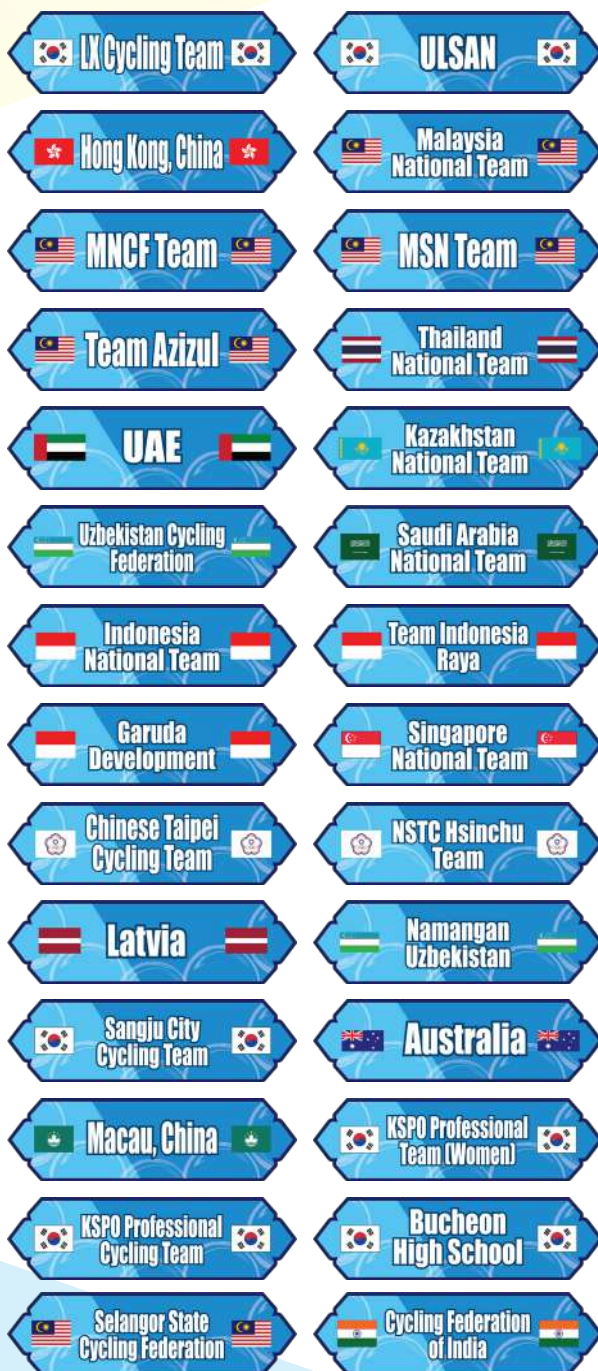 LX Cycling Team
ULSAN
Hong Kong, China
Malaysia
National Team
MNCF Team
MSN Team
Team Azizul
Thailand
National Team
UAE
Kazakhstan
National Team
Uzbekistan Cycling
Federation
Saudi Arabia
National Team
Indonesia
National Team
Team Indonesia
Raya
Garuda
Development
Singapore
National Team
Chinese Taipei
Cycling Team
NSTC Hsinchu
Team
Latvia
Namangan
Uzbekistan
Sangju City
Cycling Team
Australia
Macau, China
KSPO Professional
Team (Women)
KSPO Professional
Cycling Team
Bucheon
High School
Selangor State
Cycling Federation
Cycling Federation
of India